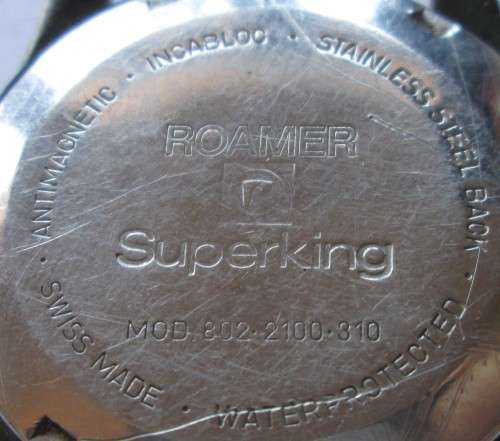 ANTIMAGNETIC · INCABLOC · STAINLESS STEEL BACK · WATERPROTECTED · SWISS MADE ·
ROAMER
r
Superking
MOD. 802·2100·310